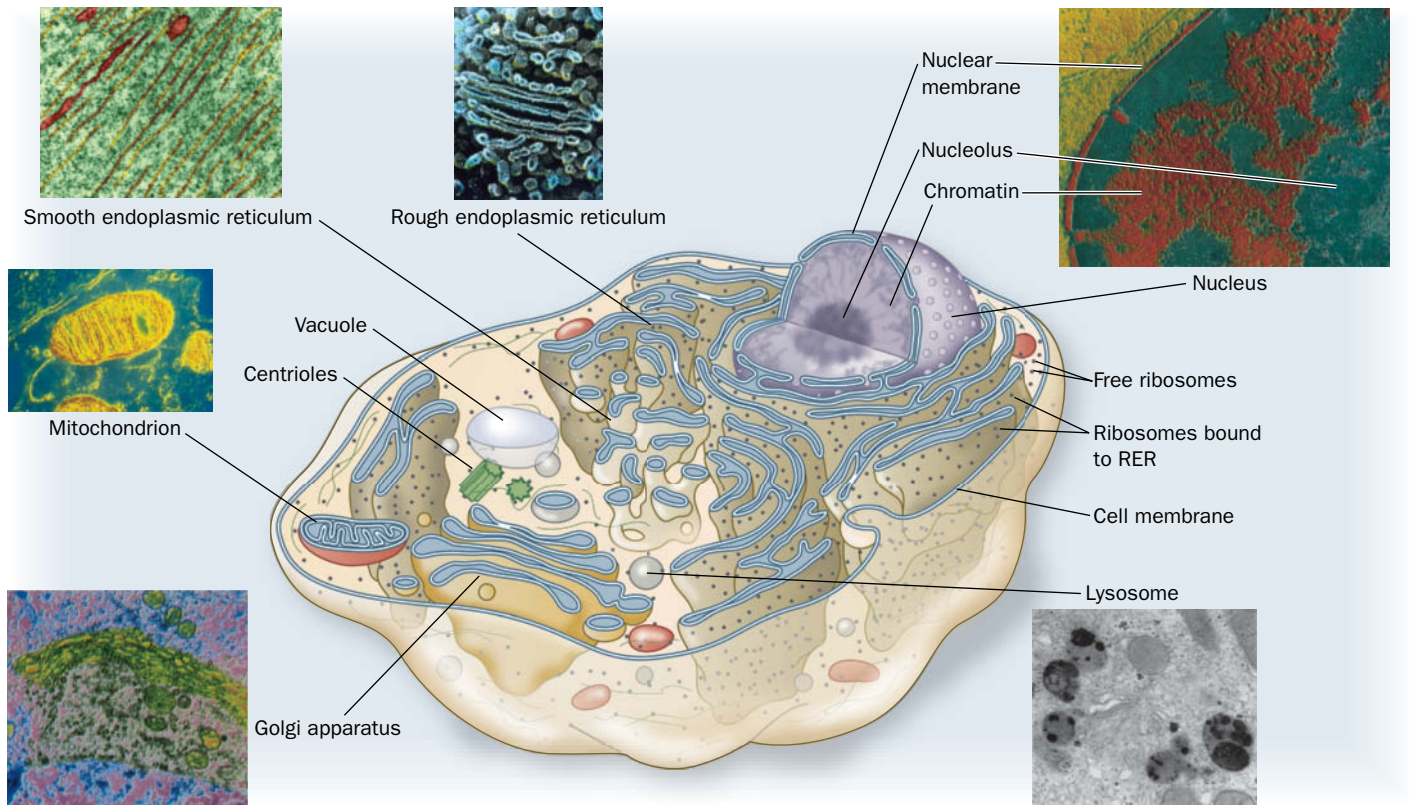 Nuclear
membrane
Nucleolus
Chromatin
Smooth endoplasmic reticulum
Rough endoplasmic reticulum
Nucleus
Vacuole
Centrioles
Free ribosomes
Mitochondrion
Ribosomes bound
to RER
Cell membrane
Lysosome
Golgi apparatus